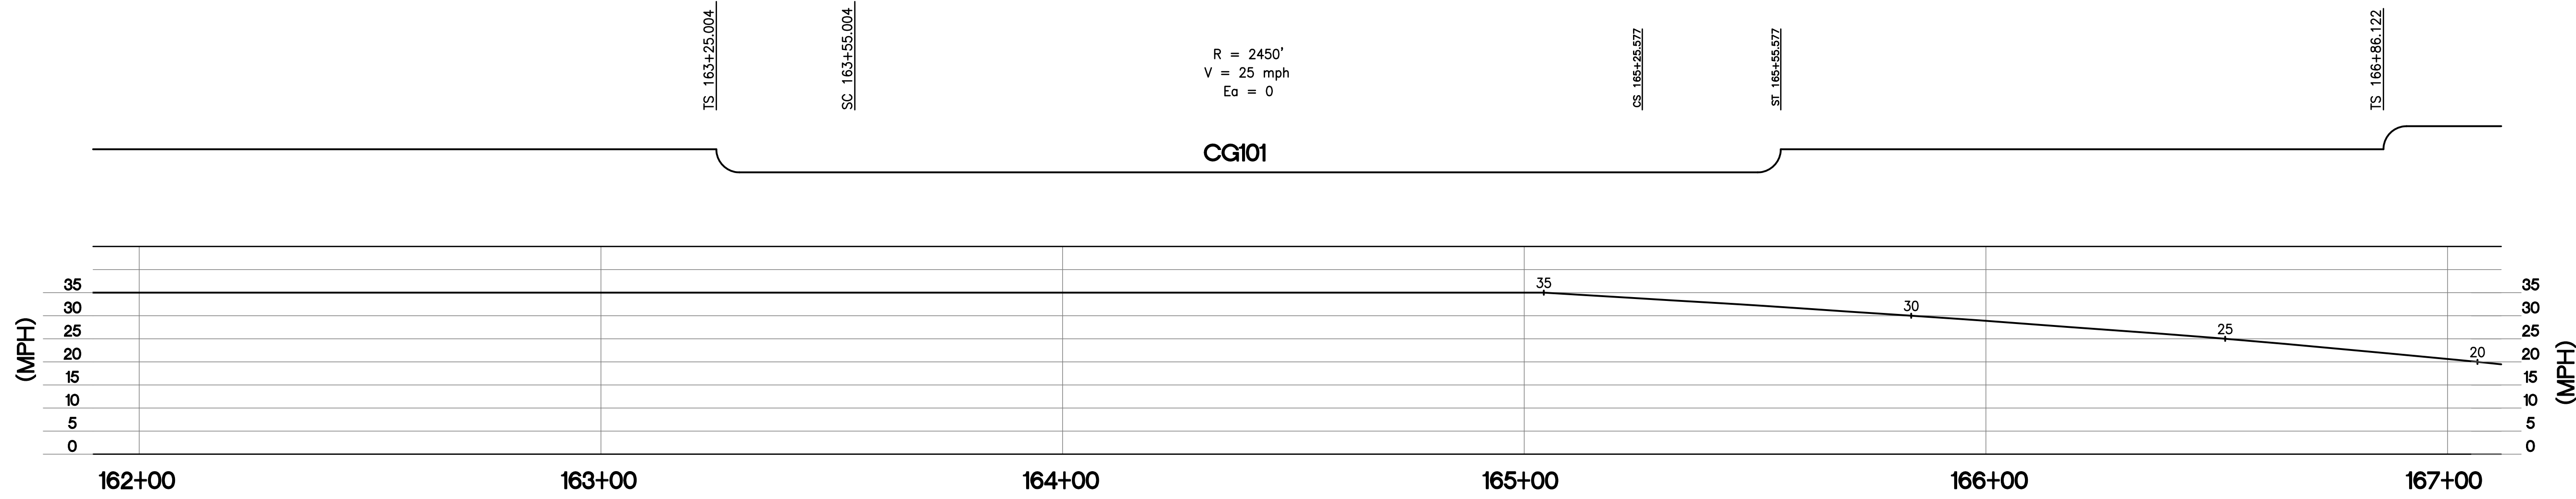 TS 163+25.004
SC 163+55.004
R = 2450'
V = 25 mph
Ea = 0
CS 165+25.577
ST 165+55.577
TS 166+86.122
CG101
35
30
25
20
35
30
25
20
15
10
5
0
(MPH)
35
30
25
20
15
10
5
0
(MPH)
162+00
163+00
164+00
165+00
166+00
167+00